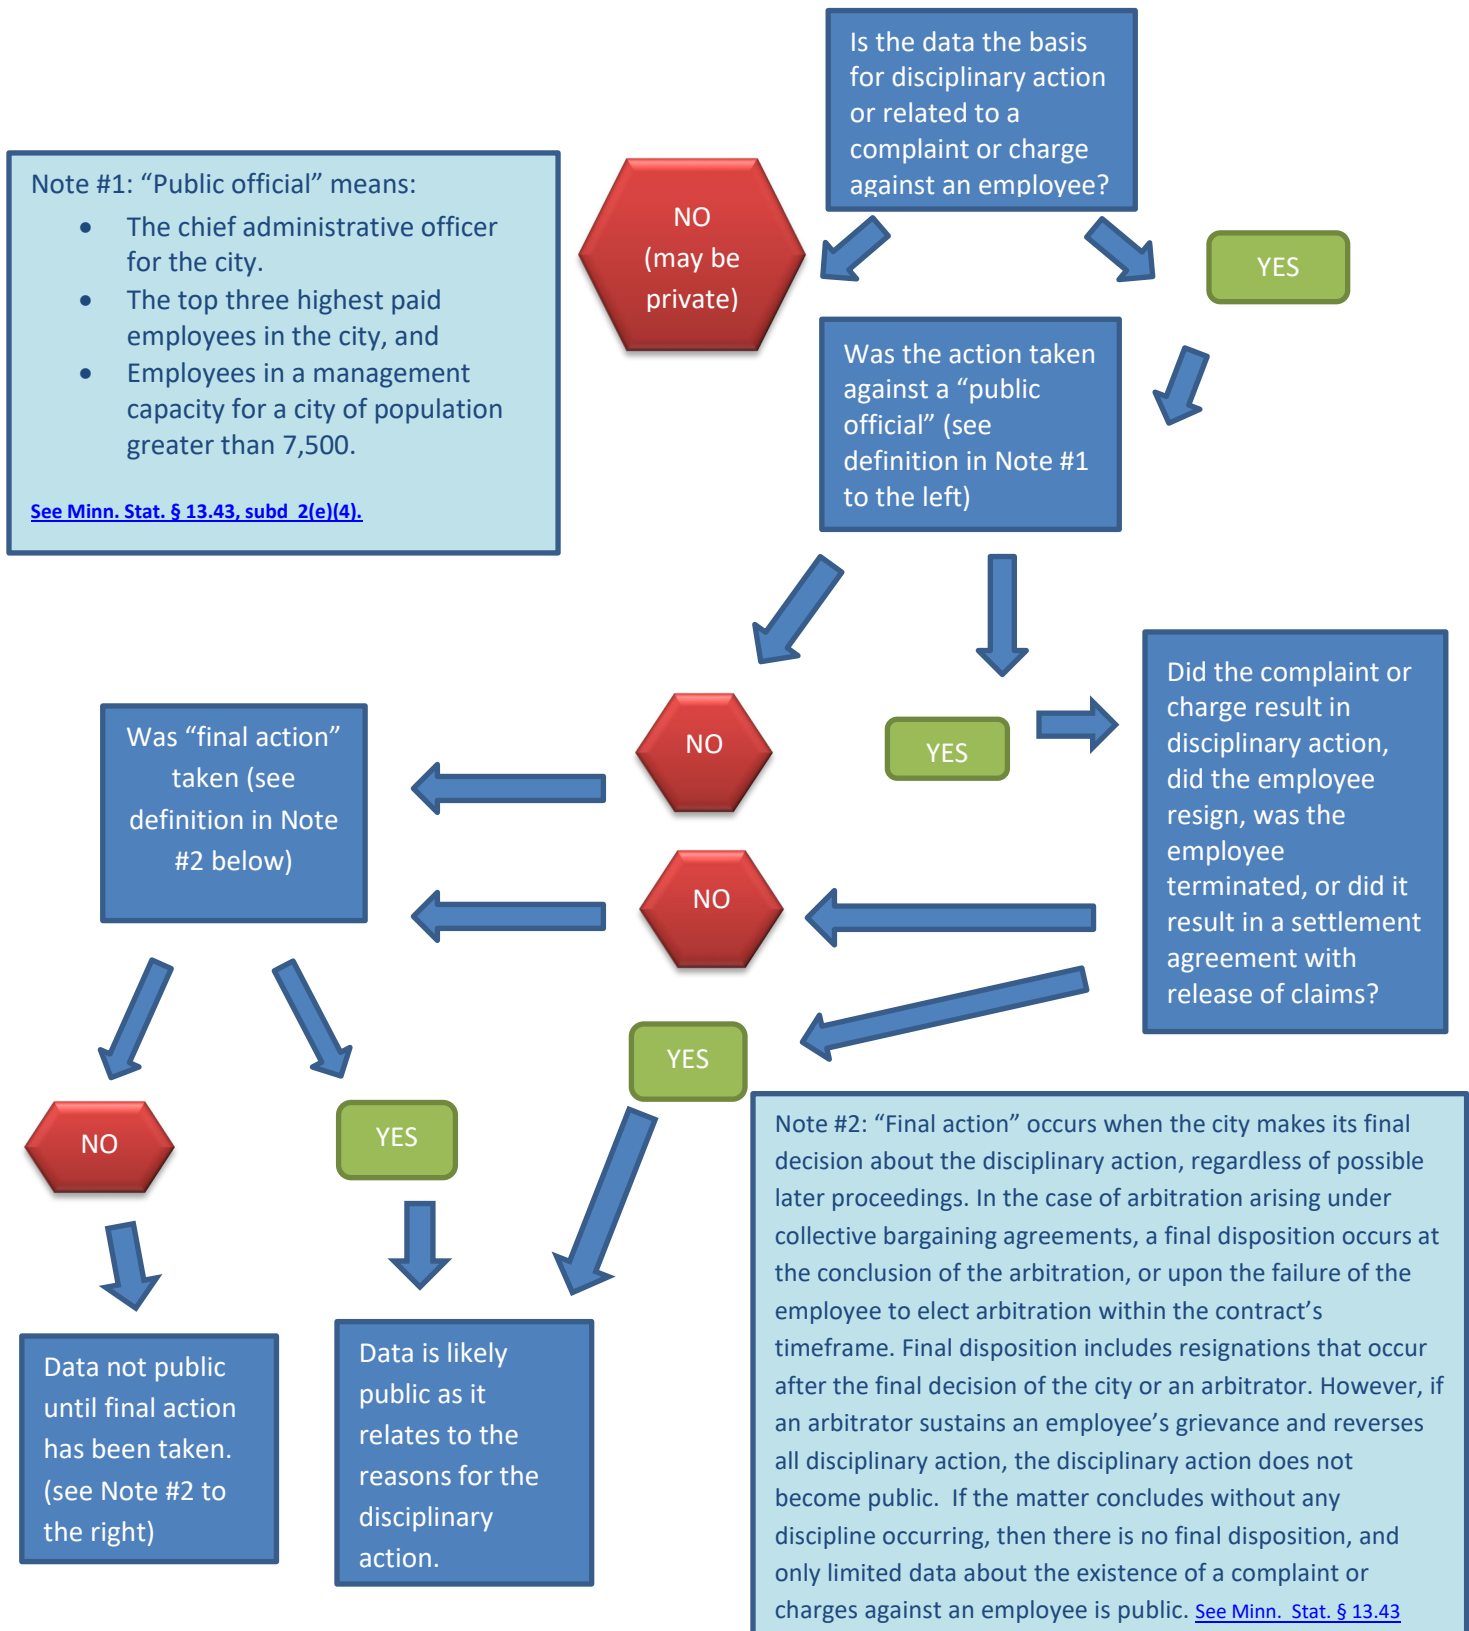 Is the data the basis
for disciplinary action
or related to a
complaint or charge
against an employee?
Note #1: “Public official” means:
• The chief administrative officer
for the city.
• The top three highest paid
employees in the city, and
• Employees in a management
capacity for a city of population
greater than 7,500.
See Minn. Stat. § 13.43, subd 2(e)(4).
NO
(may be
private)
YES
Was the action taken
against a “public
official” (see
definition in Note #1
to the left)
NO
YES
Did the complaint or
charge result in
disciplinary action,
did the employee
resign, was the
employee
terminated, or did it
result in a settlement
agreement with
release of claims?
Was “final action”
taken (see
definition in Note
#2 below)
NO
YES
NO
YES
Note #2: “Final action” occurs when the city makes its final
decision about the disciplinary action, regardless of possible
later proceedings. In the case of arbitration arising under
collective bargaining agreements, a final disposition occurs at
the conclusion of the arbitration, or upon the failure of the
employee to elect arbitration within the contract’s
timeframe. Final disposition includes resignations that occur
after the final decision of the city or an arbitrator. However, if
an arbitrator sustains an employee’s grievance and reverses
all disciplinary action, the disciplinary action does not
become public. If the matter concludes without any
discipline occurring, then there is no final disposition, and
only limited data about the existence of a complaint or
charges against an employee is public. See Minn. Stat. § 13.43
Data not public
until final action
has been taken.
(see Note #2 to
the right)
Data is likely
public as it
relates to the
reasons for the
disciplinary
action.